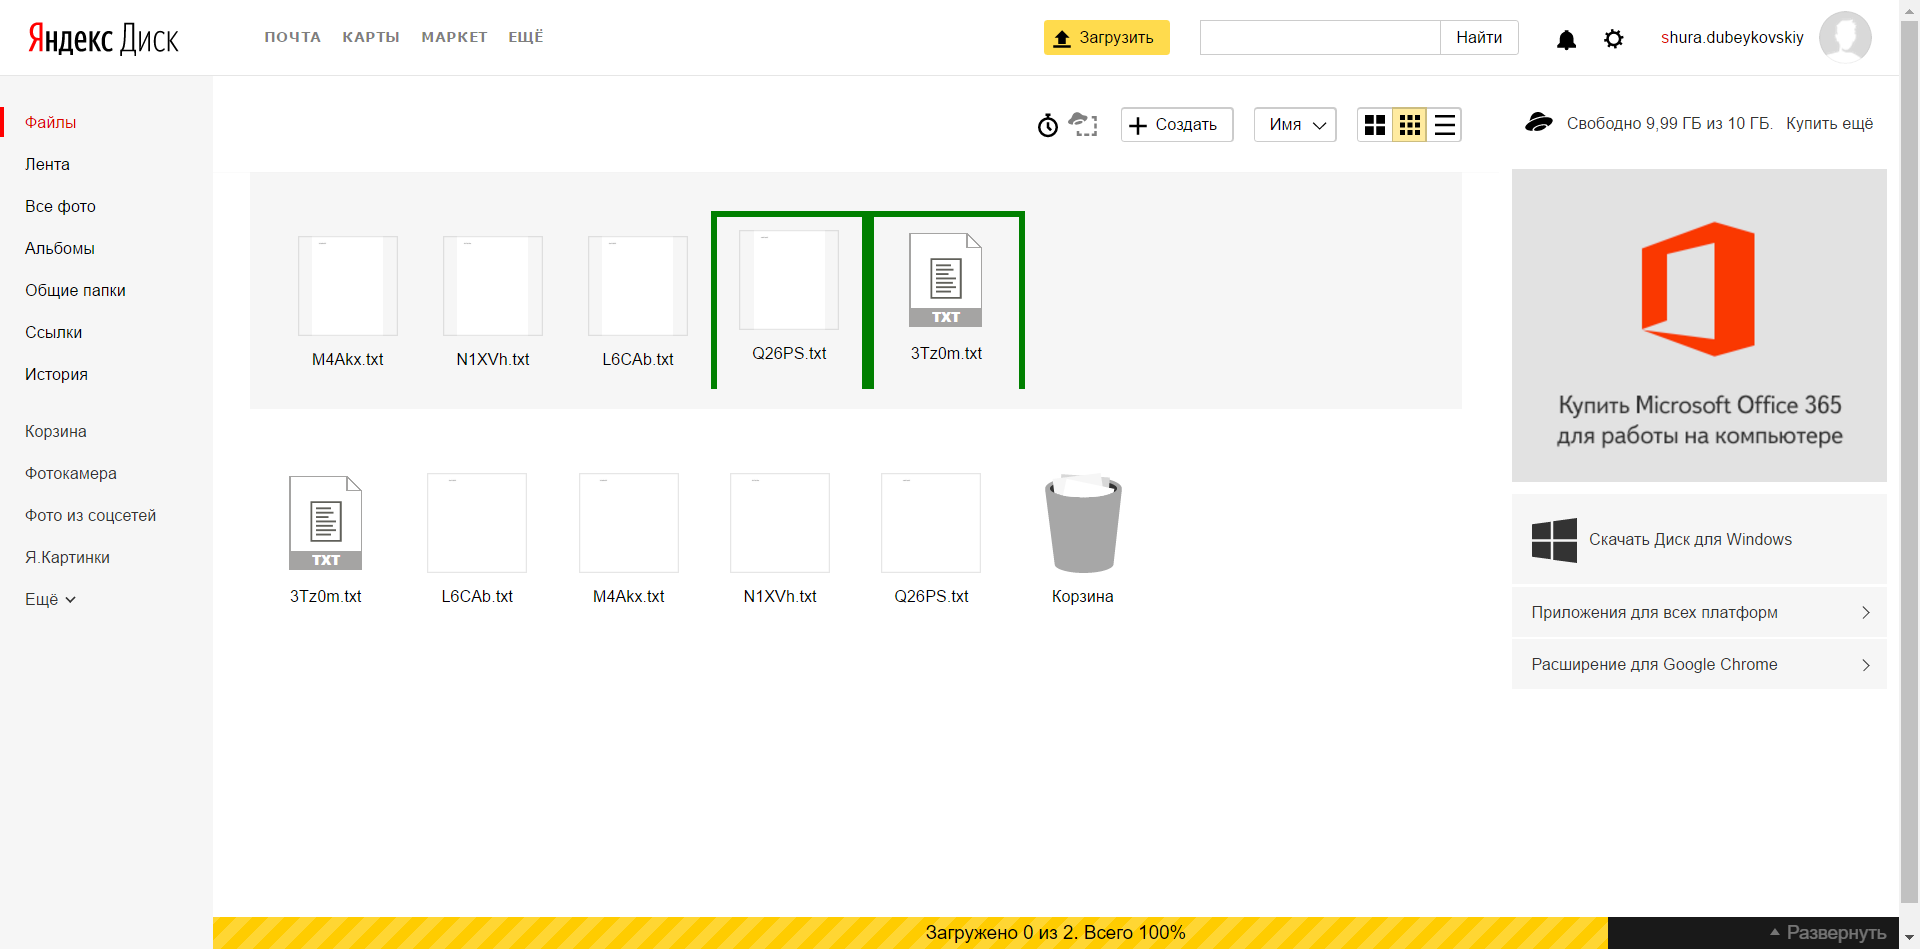 Яндекс Диск
ПОЧТА КАРТЫ МАРКЕТ ЕЩЁ
Загрузить
Найти
shura.dubeykovskiy
Файлы
Лента
Все фото
Альбомы
Общие папки
Ссылки
История
Корзина
Фотокамера
Фото из соцсетей
Я.Картинки
Ещё
Создать
Имя
Свободно 9,99 ГБ из 10 ГБ. Купить ещё
TXT
M4Akx.txt N1XVh.txt L6CAb.txt Q26PS.txt 3Tz0m.txt
TXT
3Tz0m.txt L6CAb.txt M4Akx.txt N1XVh.txt Q26PS.txt Корзина
Купить Microsoft Office 365
для работы на компьютере
Скачать Диск для Windows
Приложения для всех платформ
Расширение для Google Chrome
Загружено 0 из 2. Всего 100%
Развернуть